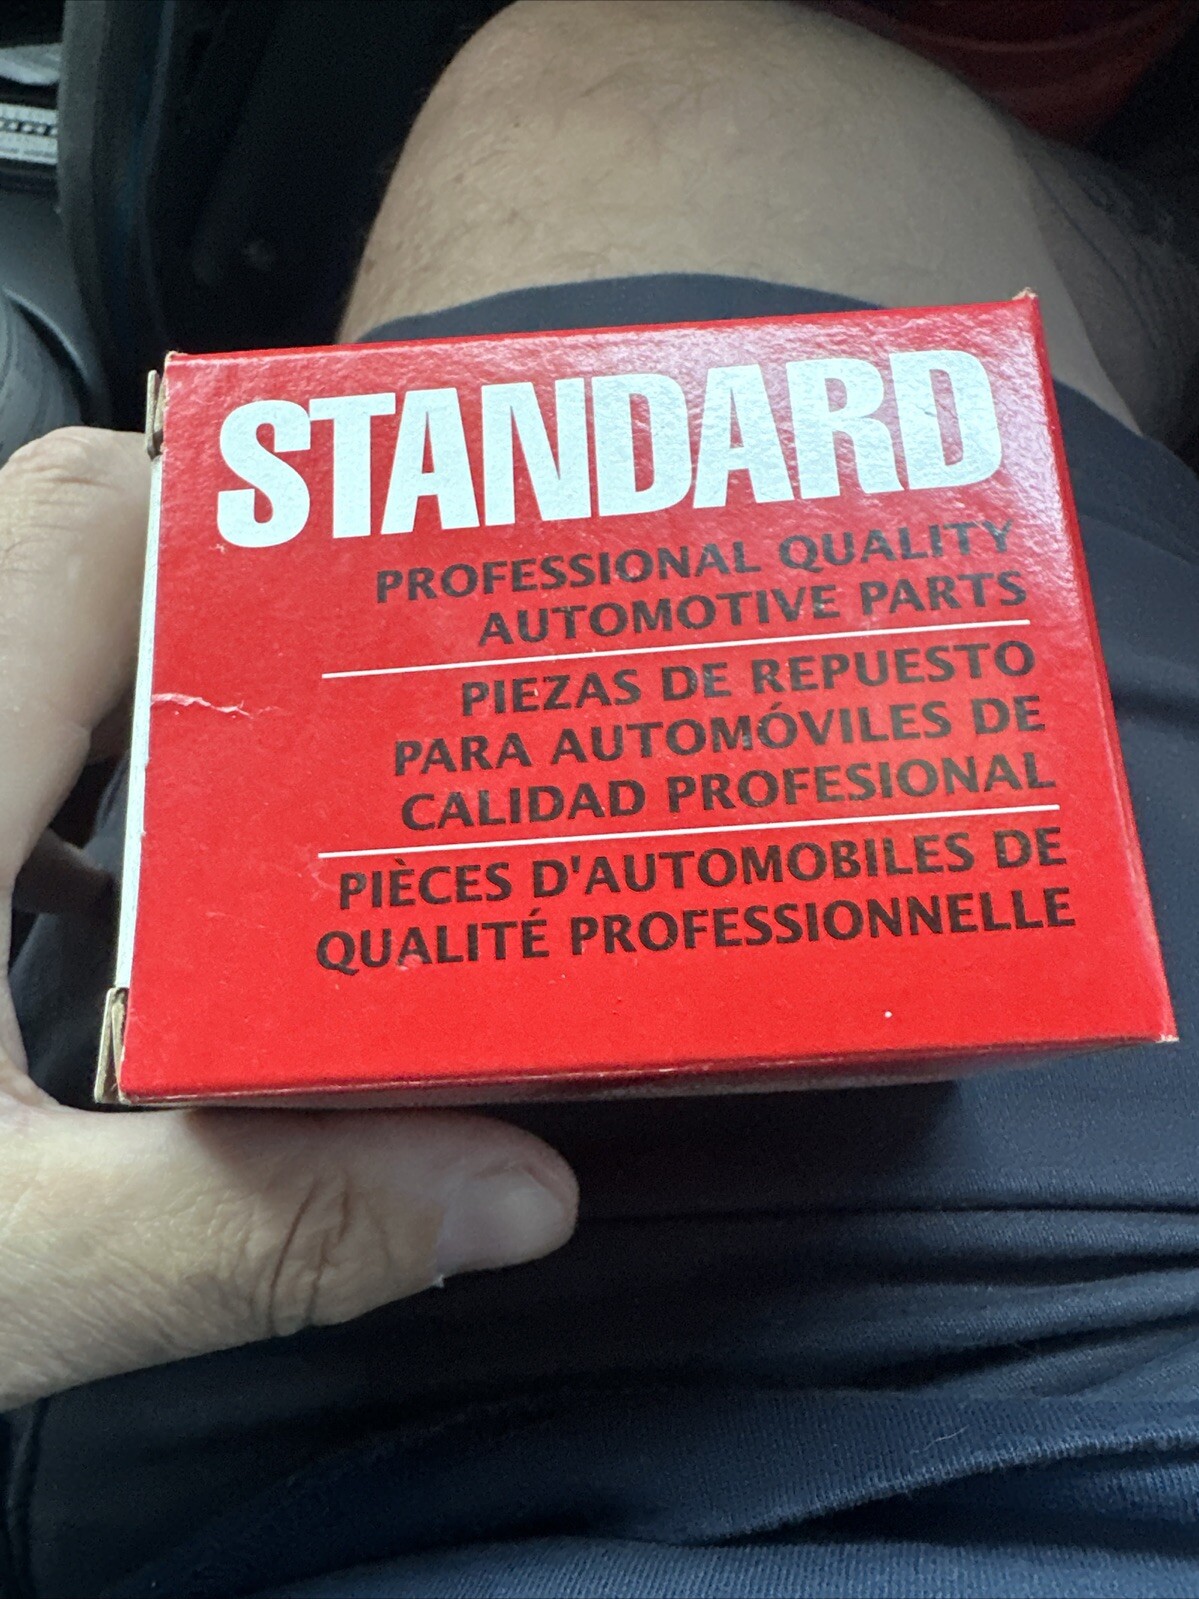 STANDARD
PROFESSIONAL QUALITY
AUTOMOTIVE PARTS
PIEZAS DE REPUESTO
PARA AUTOMÓVILES DE
CALIDAD PROFESIONAL
PIÈCES D'AUTOMOBILES DE
QUALITÉ PROFESSIONNELLE